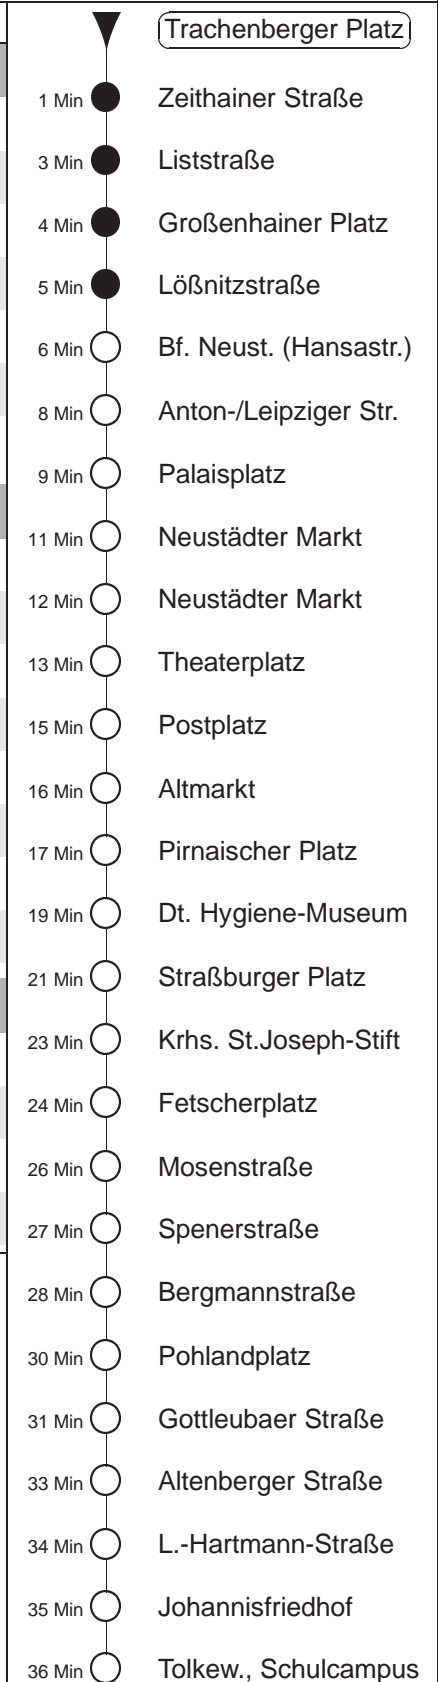 Trachenberger Platz
1 Min Zeithainer Straße
3 Min Liststraße
4 Min Großenhainer Platz
5 Min Lößnitzstraße
6 Min Bf. Neust. (Hansastr.)
8 Min Anton-/Leipziger Str.
9 Min Palaisplatz
11 Min Neustädter Markt
12 Min Neustädter Markt
13 Min Theaterplatz
15 Min Postplatz
16 Min Altmarkt
17 Min Pirnaischer Platz
19 Min Dt. Hygiene-Museum
21 Min Straßburger Platz
23 Min Krhs. St.Joseph-Stift
24 Min Fetscherplatz
26 Min Mosenstraße
27 Min Spenerstraße
28 Min Bergmannstraße
30 Min Pohlandplatz
31 Min Gottleubaer Straße
33 Min Altenberger Straße
34 Min L.-Hartmann-Straße
35 Min Johannisfriedhof
36 Min Tolkew., Schulcampus